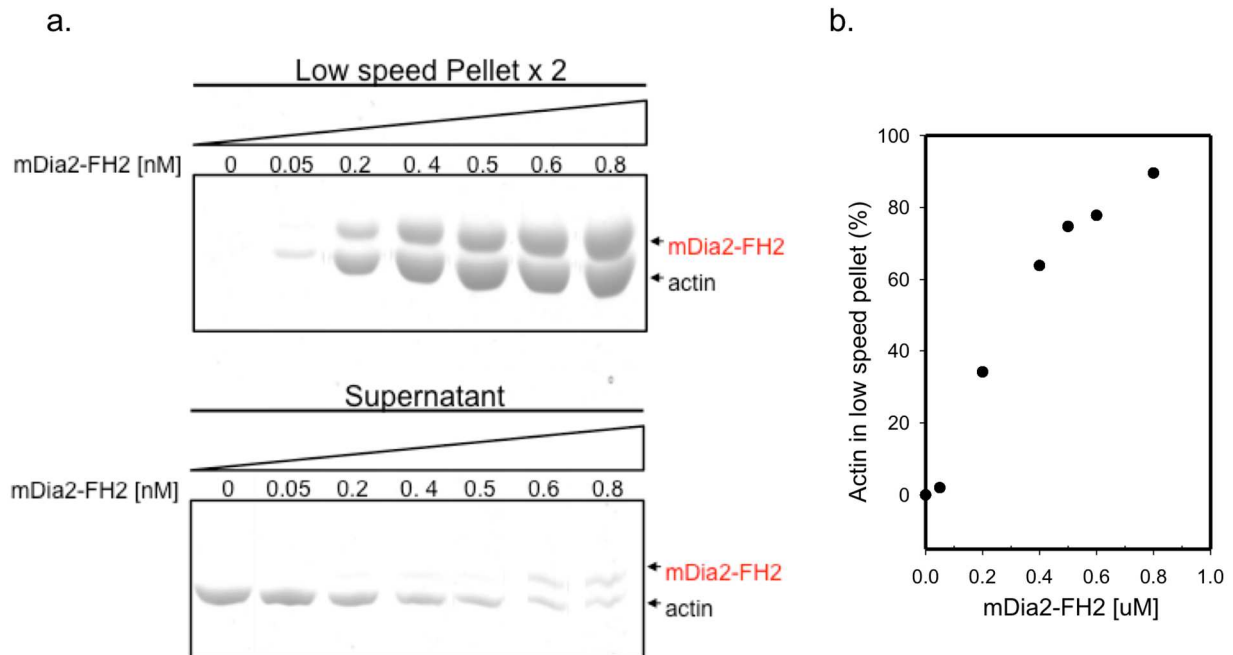 a.
Low speed Pellet x 2
mDia2-FH2 [nM] 0 0.05 0.2 0. 4 0.5 0.6 0.8
mDia2-FH2
actin
Supernatant
mDia2-FH2 [nM] 0 0.05 0.2 0. 4 0.5 0.6 0.8
mDia2-FH2
actin
b.
Actin in low speed pellet (%)
100
80
60
40
20
0
0.0 0.2 0.4 0.6 0.8 1.0
mDia2-FH2 [uM]